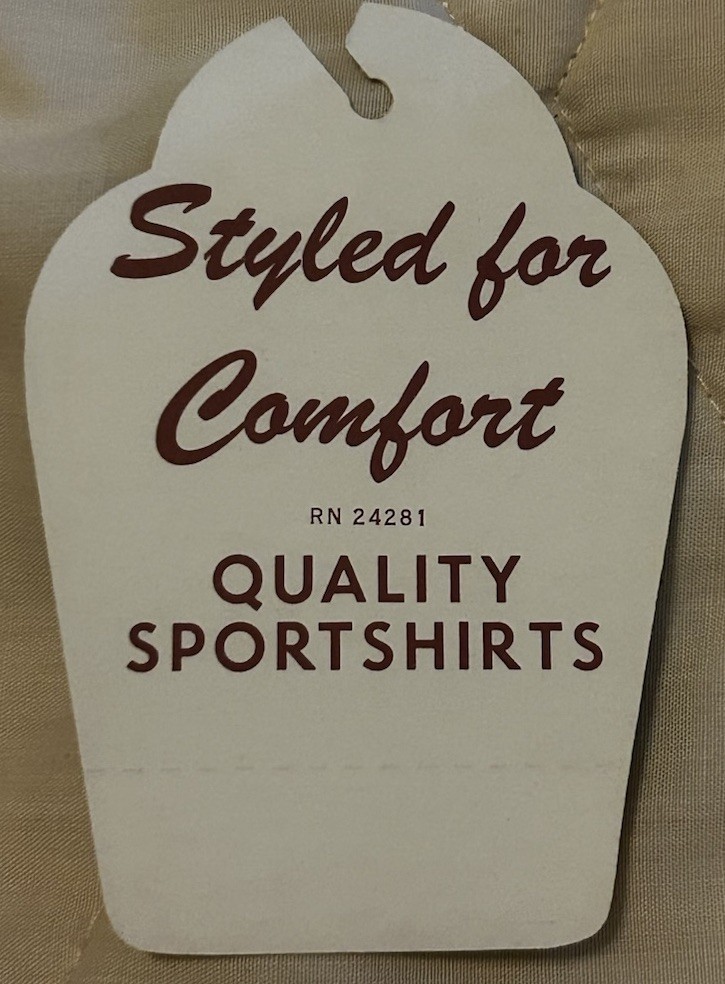 Styled for
Comfort
RN 24281
QUALITY
SPORTSHIRTS